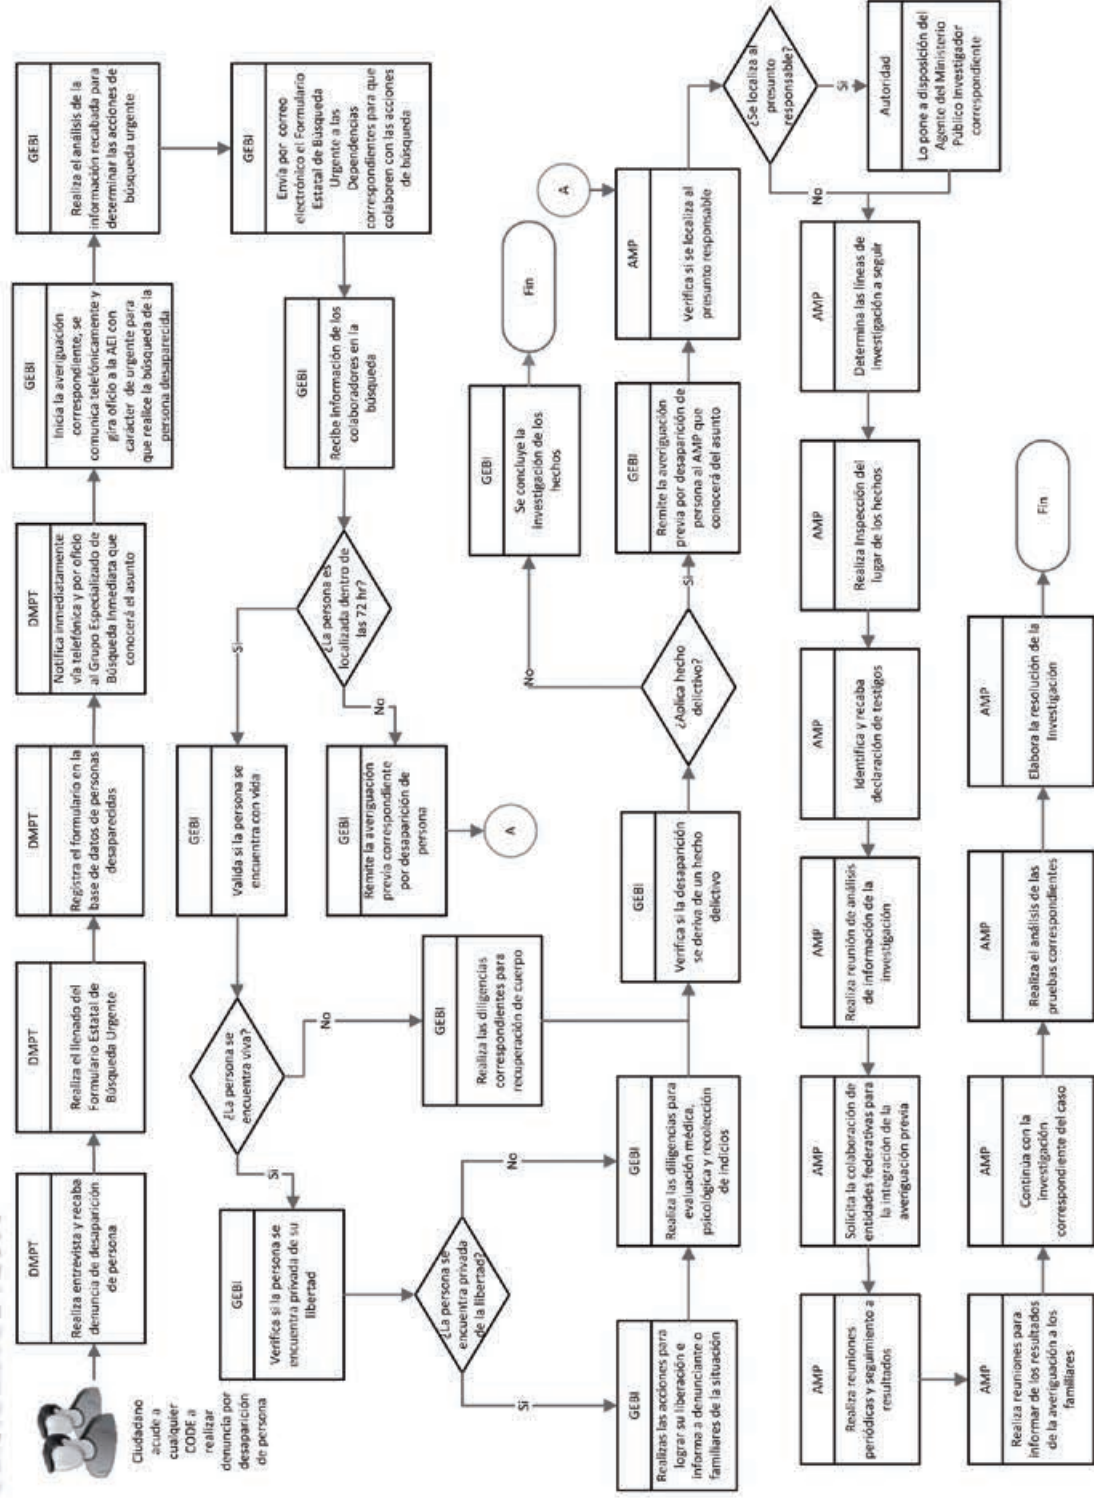 Ciudadano
acude a
cualquier
CODE a
realizar
denuncia por
desaparición
de persona
DMPT
Realiza entrevista y recaba
denuncia de desaparición
de persona
DMPT
Realiza el llenado del
Formulario Estatal de
Búsqueda Urgente
DMPT
Registra el formulario en la
base de datos de personas
desaparecidas
DMPT
Notifica inmediatamente
vía telefónica y por oficio
al Grupo Especializado de
Búsqueda Inmediata que
conocerá el asunto
GEBI
Inicia la averiguación
correspondiente, se
comunica telefónicamente y
gira oficio a la AEI con
carácter de urgente para
que realice la búsqueda de la
persona desaparecida
GEBI
Realiza el análisis de la
información recabada para
determinar las acciones de
búsqueda urgente
GEBI
Envía por correo
electrónico el Formulario
Estatal de Búsqueda
Urgente a las
Dependencias
correspondientes para que
colaboren con las acciones
de búsqueda
GEBI
Recibe información de los
colaboradores en la
búsqueda
¿La persona es
localizada dentro de
las 72 hr?
Si
No
GEBI
Valida si la persona se
encuentra con vida
GEBI
Remite la averiguación
previa correspondiente
por desaparición de
persona
A
¿La persona se
encuentra viva?
Si
No
GEBI
Verifica si la persona se
encuentra privada de su
libertad
GEBI
Realiza las diligencias
correspondientes para
recuperación de cuerpo
¿La persona se
encuentra privada
de la libertad?
Si
No
GEBI
Realizas las acciones para
lograr su liberación e
informa a denunciante o
familiares de la situación
GEBI
Realiza las diligencias para
evaluación médica,
psicológica y recolección
de indicios
GEBI
Verifica si la desaparición
se deriva de un hecho
delictivo
¿Aplica hecho
delictivo?
No
Si
GEBI
Se concluye la
investigación de los
hechos
Fin
GEBI
Remite la averiguación
previa por desaparición de
persona al AMP que
conocerá del asunto
A
AMP
Verifica si se localiza al
presunto responsable
¿Se localiza al
presunto
responsable?
Si
No
Autoridad
Lo pone a disposición del
Agente del Ministerio
Público Investigador
correspondiente
AMP
Determina las líneas de
investigación a seguir
AMP
Realiza Inspección del
lugar de los hechos
AMP
Identifica y recaba
declaración de testigos
AMP
Realiza reunión de análisis
de información de la
investigación
AMP
Solicita la colaboración de
entidades federativas para
la integración de la
averiguación previa
AMP
Realiza reuniones
periódicas y seguimiento a
resultados
AMP
Realiza reuniones para
informar de los resultados
de la averiguación a los
familiares
AMP
Continúa con la
investigación
correspondiente del caso
AMP
Realiza el análisis de las
pruebas correspondientes
AMP
Elabora la resolución de la
Investigación
Fin